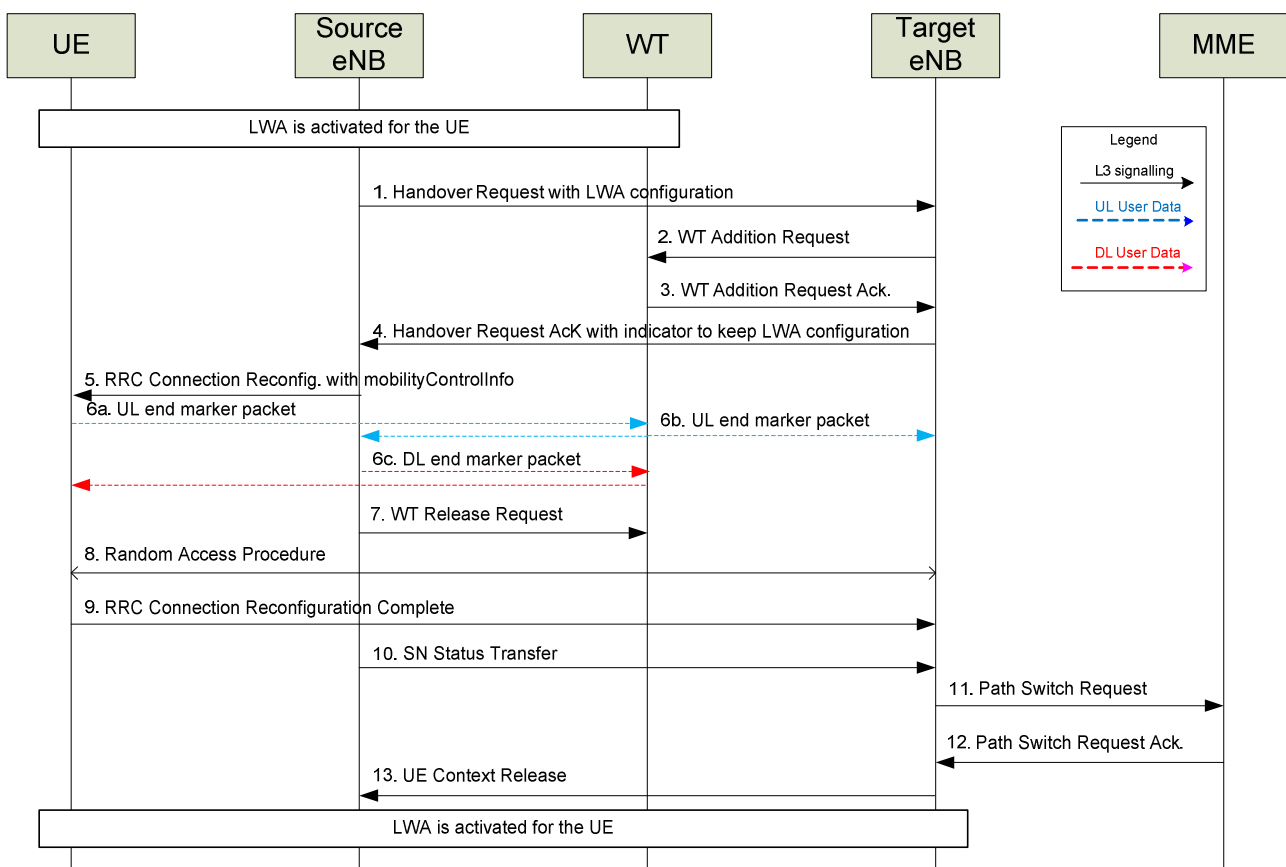 UE
Source
eNB
WT
Target
eNB
MME
LWA is activated for the UE
Legend
L3 signalling
UL User Data
DL User Data
1. Handover Request with LWA configuration
2. WT Addition Request
3. WT Addition Request Ack.
4. Handover Request AcK with indicator to keep LWA configuration
5. RRC Connection Reconfig. with mobilityControlInfo
6a. UL end marker packet
6b. UL end marker packet
6c. DL end marker packet
7. WT Release Request
8. Random Access Procedure
9. RRC Connection Reconfiguration Complete
10. SN Status Transfer
11. Path Switch Request
12. Path Switch Request Ack.
13. UE Context Release
LWA is activated for the UE